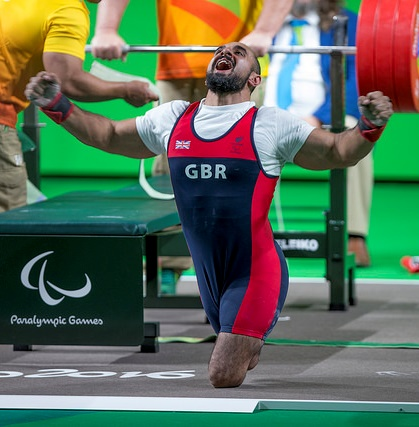 GBR
ELEIKO
Paralympic Games
2016